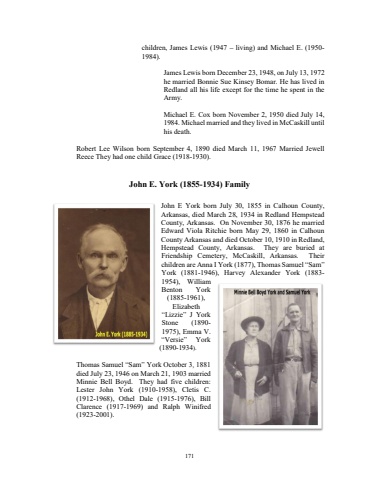 children, James Lewis (1947 – living) and Michael E. (1950-
1984).
James Lewis born December 23, 1948, on July 13, 1972
he married Bonnie Sue Kinsey Bomar. He has lived in
Redland all his life except for the time he spent in the
Army.
Michael E. Cox born November 2, 1950 died July 14,
1984. Michael married and they lived in McCaskill until
his death.
Robert Lee Wilson born September 4, 1890 died March 11, 1967 Married Jewell
Reece They had one child Grace (1918-1930).
John E. York (1855-1934) Family
John E York born July 30, 1855 in Calhoun County,
Arkansas, died March 28, 1934 in Redland Hempstead
County, Arkansas. On November 30, 1876 he married
Edward Viola Ritchie born May 29, 1860 in Calhoun
County Arkansas and died October 10, 1910 in Redland,
Hempstead County, Arkansas. They are buried at
Friendship Cemetery, McCaskill, Arkansas. Their
children are Anna I York (1877), Thomas Samuel “Sam”
York (1881-1946), Harvey Alexander York (1883-
1954), William
Benton York
(1885-1961),
Elizabeth
“Lizzie” J York
Stone (1890-
1975), Emma V.
“Versie” York
(1890-1934).
John E. York (1885-1934)
Minnie Bell Boyd York and Samuel York
Thomas Samuel “Sam” York October 3, 1881
died July 23, 1946 on March 21, 1903 married
Minnie Bell Boyd. They had five children:
Lester John York (1910-1958), Cletis C.
(1912-1968), Othel Dale (1915-1976), Bill
Clarence (1917-1969) and Ralph Winifred
(1923-2001).
171